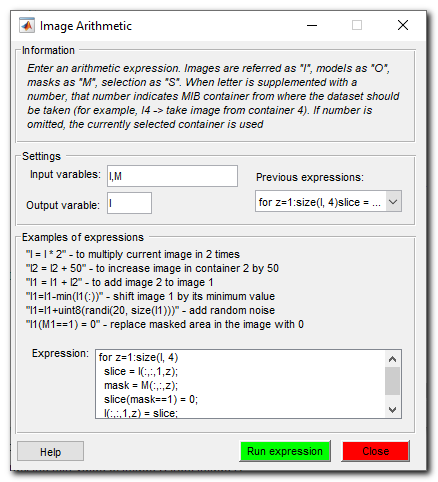 Image Arithmetic
Information
Enter an arithmetic expression. Images are referred as "I", models as "O",
masks as "M", selection as "S". When letter is supplemented with a
number, that number indicates MIB container from where the dataset should
be taken (for example, I4 -> take image from container 4). If number is
omitted, the currently selected container is used
Settings
Input variables:
I,M
Previous expressions:
Output variable:
I
for z=1:size(I, 4)slice = ...
Examples of expressions
"I = I * 2" - to multiply current image in 2 times
"I2 = I2 + 50" - to increase image in container 2 by 50
"I1 = I1 + I2" - to add image 2 to image 1
"I1=I1-min(I1(:))" - shift image 1 by its minimum value
"I1=I1+uint8(randi(20, size(I1)))" - add random noise
"I1(M1==1) = 0" - replace masked area in the image with 0
Expression:
for z=1:size(I, 4)
slice = I(:,:,1,z);
mask = M(:,:,z);
slice(mask==1) = 0;
I(:,:,1,z) = slice;
Help
Run expression
Close